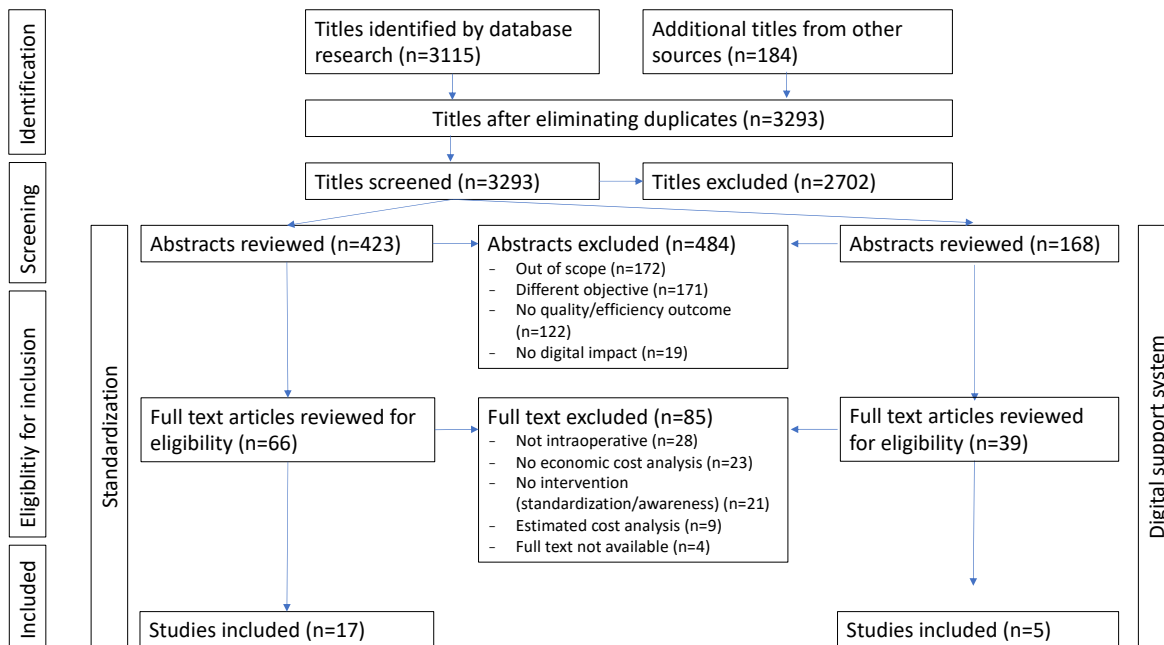 Identification
Titles identified by database
research (n=3115)
Additional titles from other
sources (n=184)
Titles after eliminating duplicates (n=3293)
Screening
Titles screened (n=3293)
Titles excluded (n=2702)
Standardization
Abstracts reviewed (n=423)
Abstracts excluded (n=484)
- Out of scope (n=172)
- Different objective (n=171)
- No quality/efficiency outcome
(n=122)
- No digital impact (n=19)
Abstracts reviewed (n=168)
Digital support system
Eligiblitiy for inclusion
Full text articles reviewed for
eligibility (n=66)
Full text excluded (n=85)
- Not intraoperative (n=28)
- No economic cost analysis (n=23)
- No intervention
(standardization/awareness) (n=21)
- Estimated cost analysis (n=9)
- Full text not available (n=4)
Full text articles reviewed
for eligibility (n=39)
Included
Studies included (n=17)
Studies included (n=5)